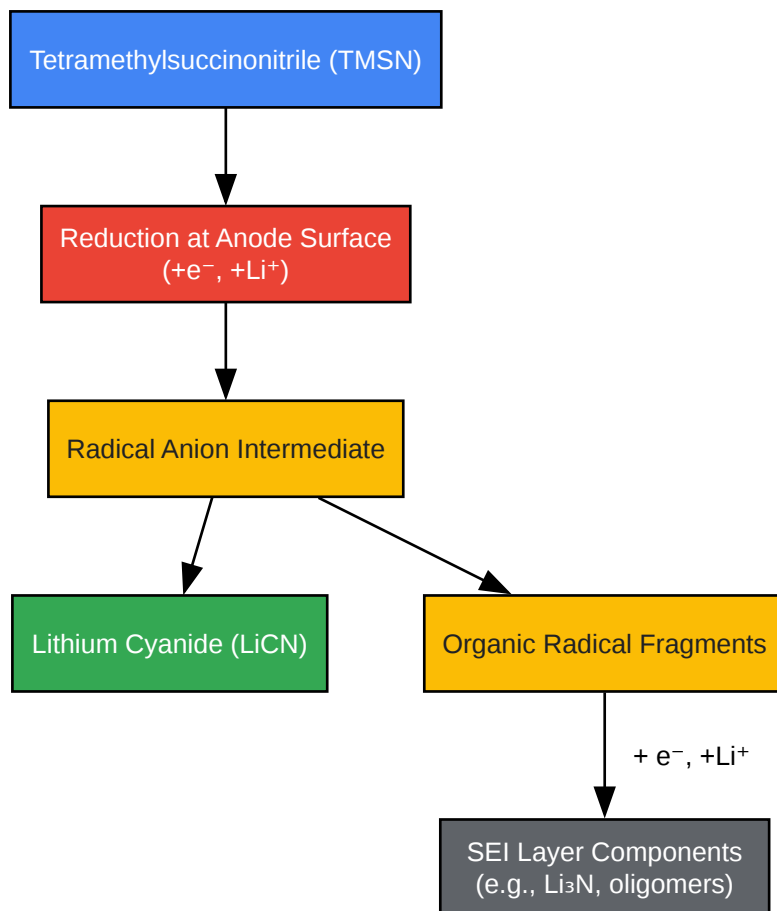 Tetramethylsuccinonitrile (TMSN)
Reduction at Anode Surface
(+e⁻, +Li⁺)
Radical Anion Intermediate
Lithium Cyanide (LiCN)
Organic Radical Fragments
+ e⁻, +Li⁺
SEI Layer Components
(e.g., Li₃N, oligomers)